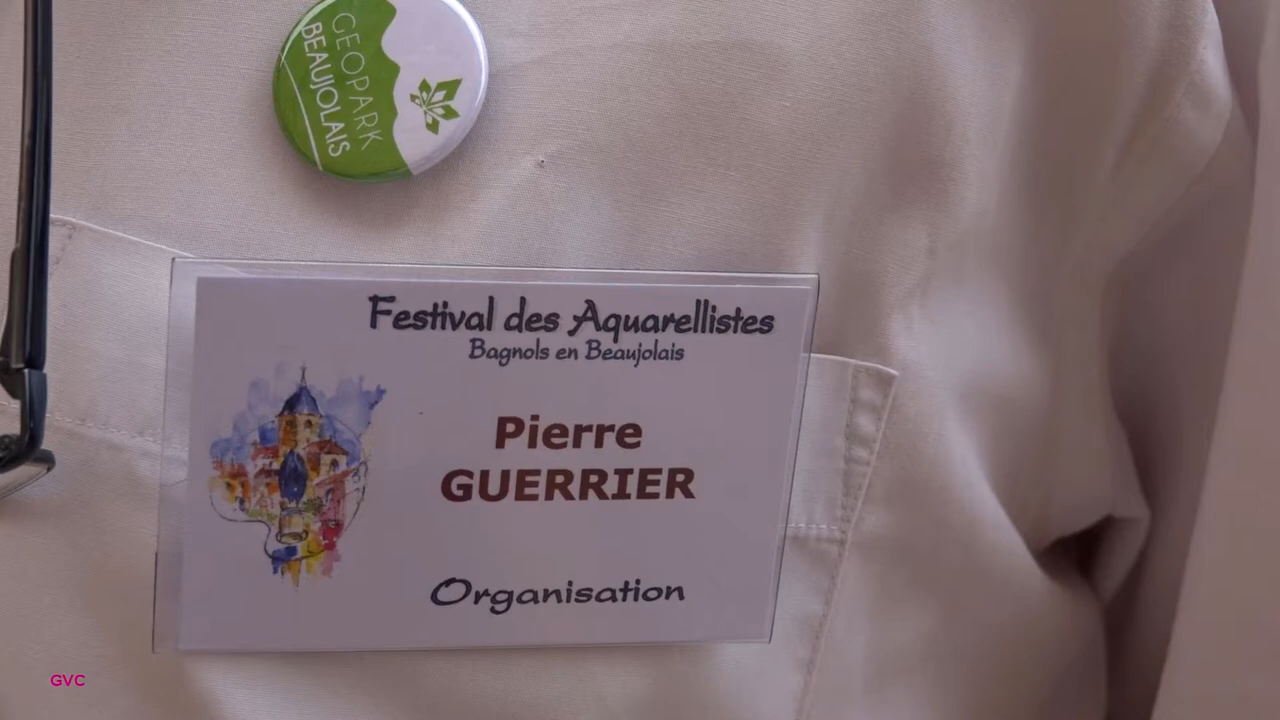 GEOPARK
BEAUJOLAIS
Festival des Aquarellistes
Bagnols en Beaujolais
Pierre
GUERRIER
Organisation
GVC